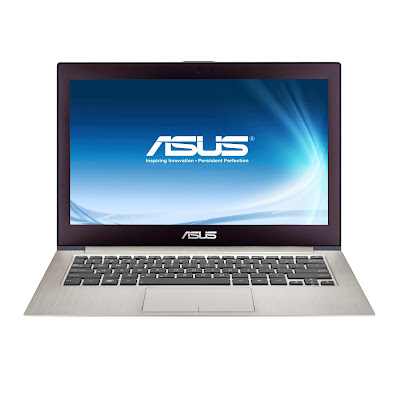 ASUS®
Inspiring Innovation • Persistent Perfection
ASUS